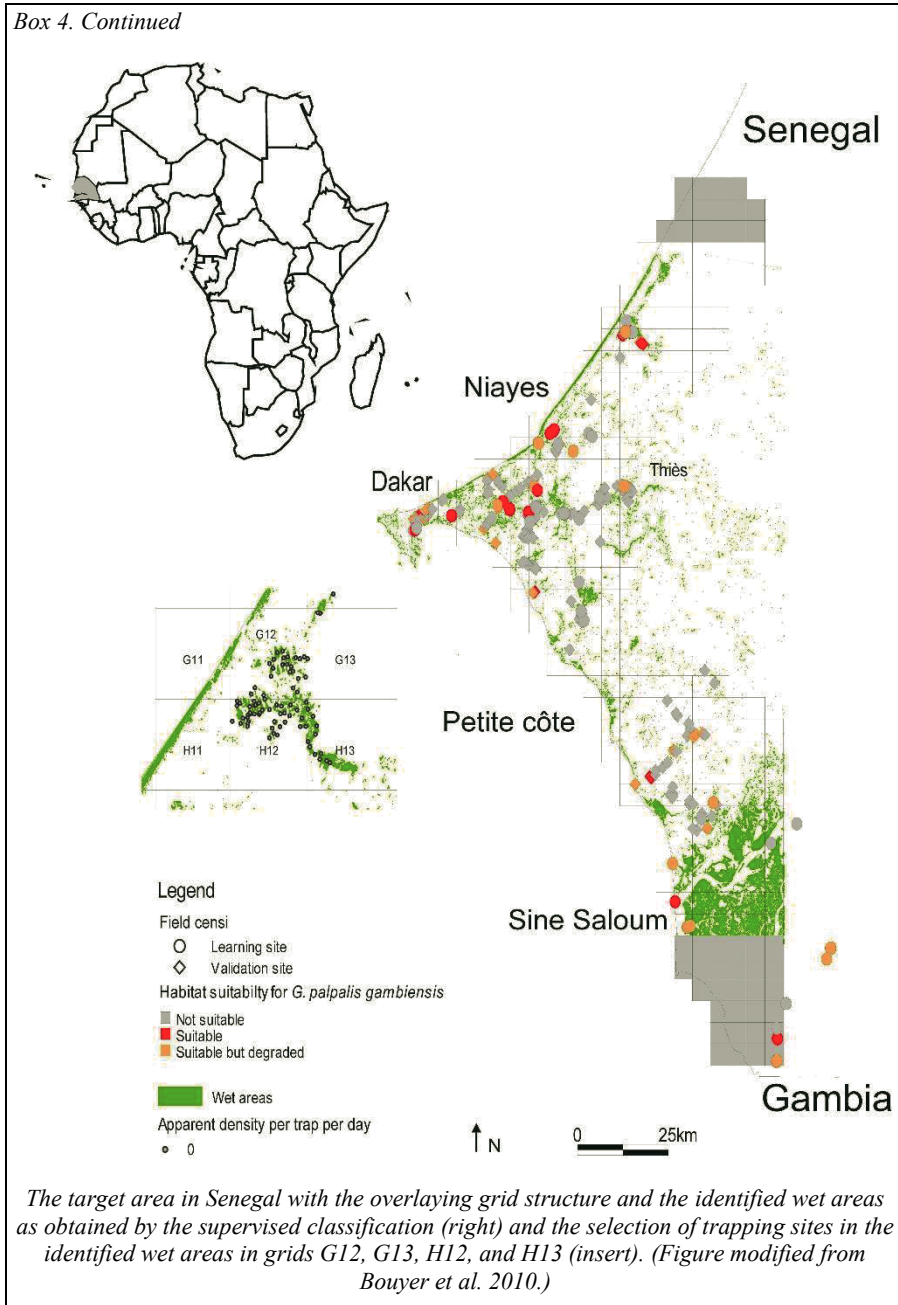 Box 4. Continued
Senegal
Niayes
Dakar
Thiès
G12
G11
G13
Petite côte
H11
H12
H13
Legend
Field censi
Learning site
Validation site
Sine Saloum
Habitat suitabilty for G. palpalis gambiensis
Not suitable
Suitable
Suitable but degraded
Wet areas
Gambia
Apparent density per trap per day
0
N
0
25km
The target area in Senegal with the overlaying grid structure and the identified wet areas
as obtained by the supervised classification (right) and the selection of trapping sites in the
identified wet areas in grids G12, G13, H12, and H13 (insert). (Figure modified from
Bouyer et al. 2010.)